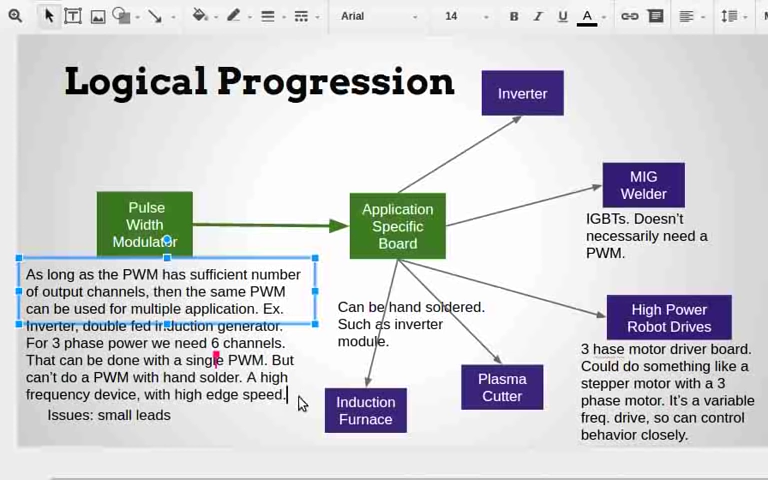 Arial
14
B
I
U
A
Logical Progression
Inverter
MIG
Welder
Pulse
Width
Modulator
Application
Specific
Board
IGBTs. Doesn't
necessarily need a
PWM.
As long as the PWM has sufficient number
of output channels, then the same PWM
can be used for multiple application. Ex.
Inverter, double fed induction generator.
For 3 phase power we need 6 channels.
That can be done with a single PWM. But
can't do a PWM with hand solder. A high
frequency device, with high edge speed.
Issues: small leads
Can be hand soldered.
Such as inverter
module.
High Power
Robot Drives
3 hase motor driver board.
Could do something like a
stepper motor with a 3
phase motor. It's a variable
freq. drive, so can control
behavior closely.
Plasma
Cutter
Induction
Furnace